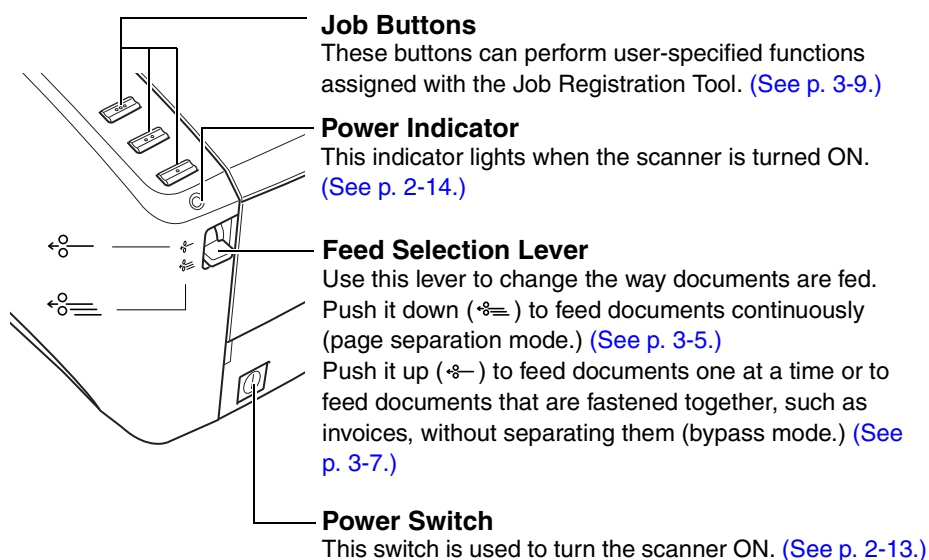 Job Buttons
These buttons can perform user-specified functions
assigned with the Job Registration Tool. (See p. 3-9.)
Power Indicator
This indicator lights when the scanner is turned ON.
(See p. 2-14.)
Feed Selection Lever
Use this lever to change the way documents are fed.
Push it down ( ) to feed documents continuously
(page separation mode.) (See p. 3-5.)
Push it up ( ) to feed documents one at a time or to
feed documents that are fastened together, such as
invoices, without separating them (bypass mode.) (See
p. 3-7.)
Power Switch
This switch is used to turn the scanner ON. (See p. 2-13.)